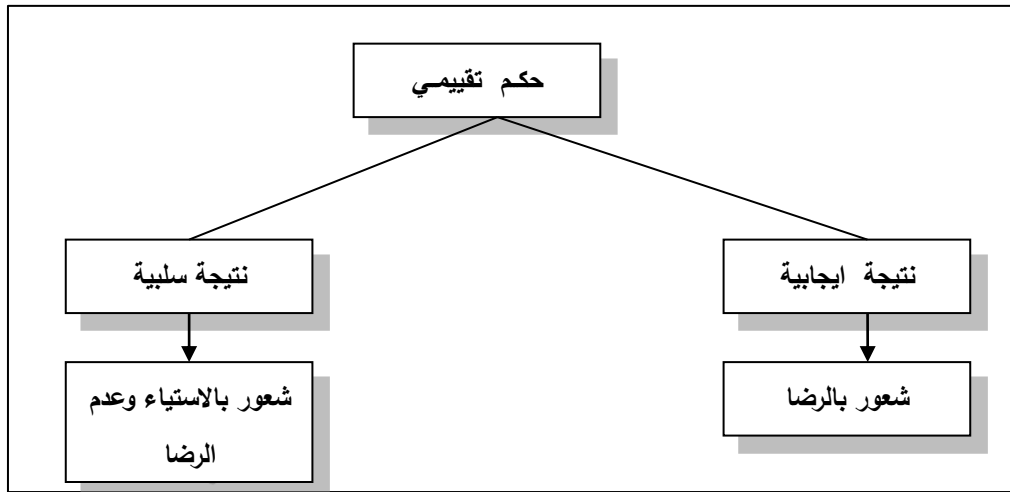 حكم تقييمي
نتيجة ايجابية
نتيجة سلبية
شعور بالرضا
شعور بالاستياء وعدم
الرضا